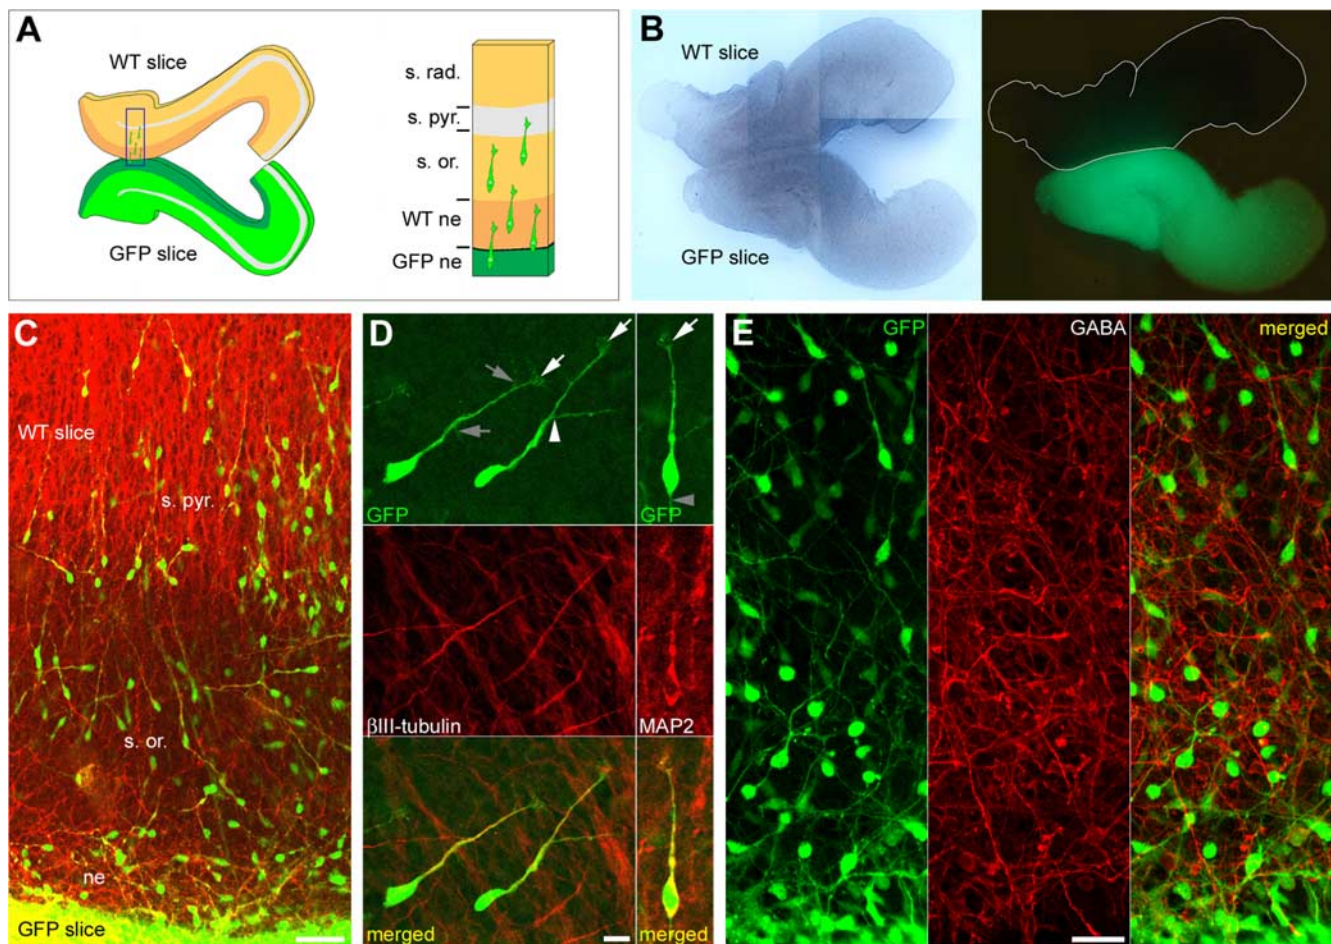 A
WT slice
GFP slice
s. rad.
s. pyr.
s. or.
WT ne
GFP ne
B
WT slice
GFP slice
C
WT slice
s. pyr.
s. or.
ne
GFP slice
D
GFP
GFP
βIII-tubulin
MAP2
merged
merged
E
GFP
GABA
merged